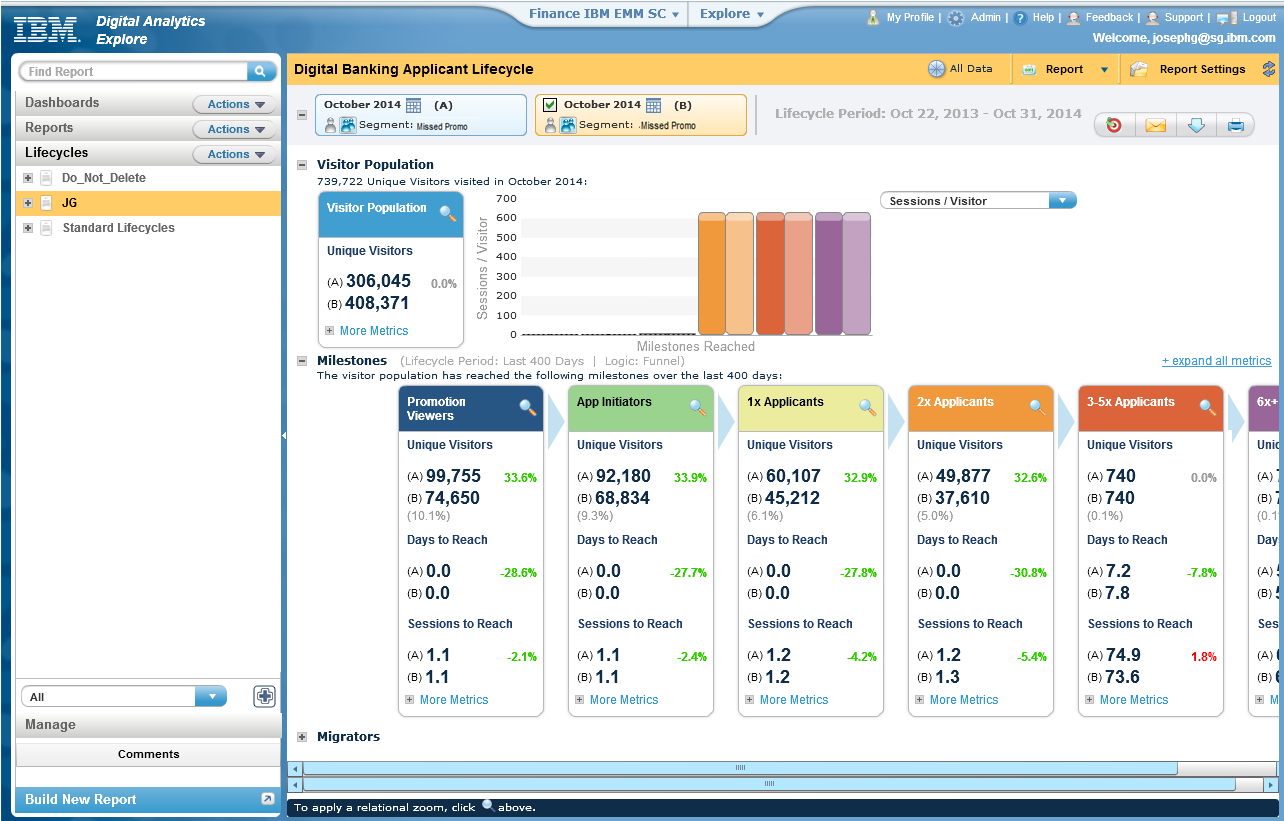 Finance IBM EMM SC
Explore
IBM
Digital Analytics
Explore
My Profile | Admin | Help | Feedback | Support | Logout
Welcome, josephg@sg.ibm.com
Find Report
Dashboards
Actions
Reports
Actions
Lifecycles
Actions
Do_Not_Delete
JG
Standard Lifecycles
All
Manage
Comments
Build New Report
Digital Banking Applicant Lifecycle
All Data
Report
Report Settings
October 2014 (A)
Segment: Missed Promo
October 2014 (B)
Segment: Missed Promo
Lifecycle Period: Oct 22, 2013 - Oct 31, 2014
Visitor Population
739,722 Unique Visitors visited in October 2014:
Visitor Population
Unique Visitors
(A) 306,045 0.0%
(B) 408,371
More Metrics
Sessions / Visitor
700
600
500
400
300
200
100
0
Milestones Reached
Sessions / Visitor
Milestones (Lifecycle Period: Last 400 Days | Logic: Funnel)
+ expand all metrics
The visitor population has reached the following milestones over the last 400 days:
Promotion
Viewers
Unique Visitors
(A) 99,755 33.6%
(B) 74,650
(10.1%)
Days to Reach
(A) 0.0 -28.6%
(B) 0.0
Sessions to Reach
(A) 1.1 -2.1%
(B) 1.1
More Metrics
App Initiators
Unique Visitors
(A) 92,180 33.9%
(B) 68,834
(9.3%)
Days to Reach
(A) 0.0 -27.7%
(B) 0.0
Sessions to Reach
(A) 1.1 -2.4%
(B) 1.1
More Metrics
1x Applicants
Unique Visitors
(A) 60,107 32.9%
(B) 45,212
(6.1%)
Days to Reach
(A) 0.0 -27.8%
(B) 0.0
Sessions to Reach
(A) 1.2 -4.2%
(B) 1.2
More Metrics
2x Applicants
Unique Visitors
(A) 49,877 32.6%
(B) 37,610
(5.0%)
Days to Reach
(A) 0.0 -30.8%
(B) 0.0
Sessions to Reach
(A) 1.2 -5.4%
(B) 1.3
More Metrics
3-5x Applicants
Unique Visitors
(A) 740 0.0%
(B) 740
(0.1%)
Days to Reach
(A) 7.2 -7.8%
(B) 7.8
Sessions to Reach
(A) 74.9 1.8%
(B) 73.6
More Metrics
6x+
(A)
(B)
(A)
(B)
(A)
(B)
Migrators
To apply a relational zoom, click above.